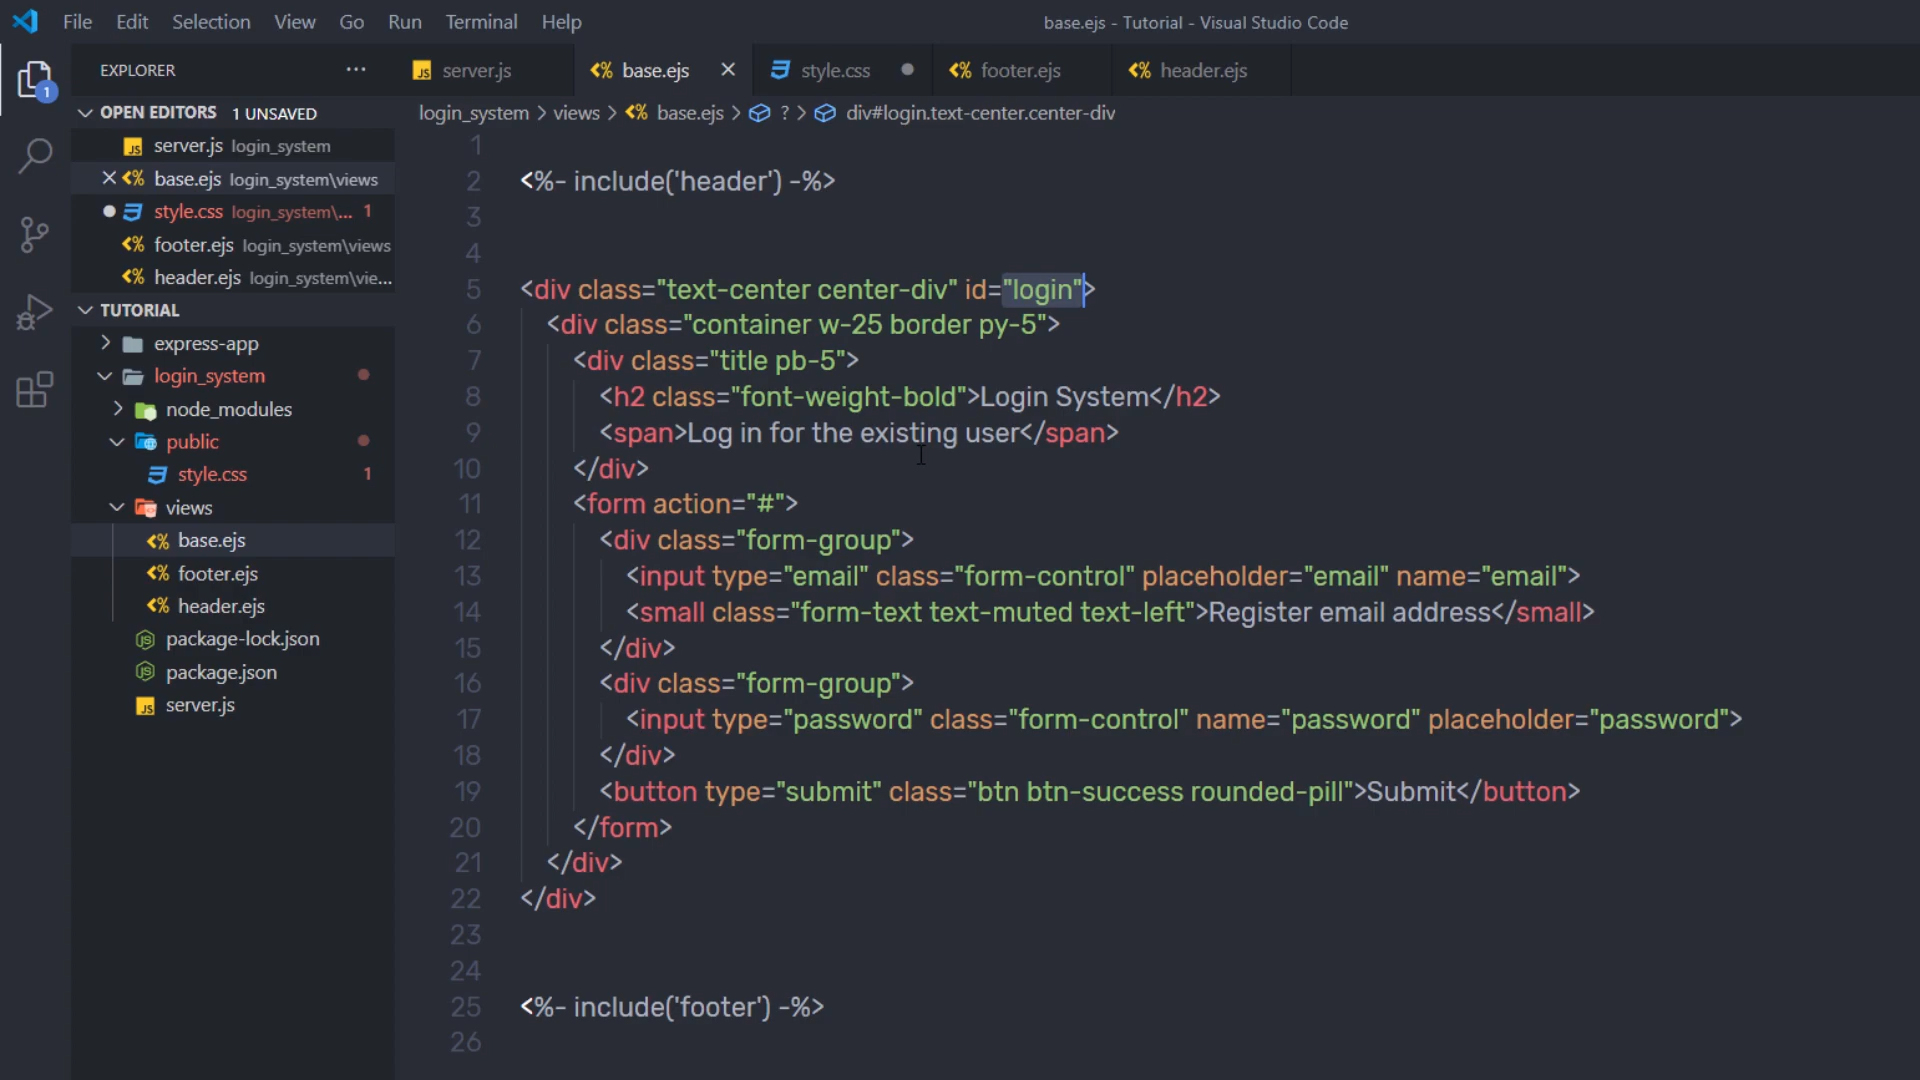 File Edit Selection View Go Run Terminal Help
base.ejs - Tutorial - Visual Studio Code
1
EXPLORER ···
server.js
base.ejs
style.css
footer.ejs
header.ejs
OPEN EDITORS 1 UNSAVED
JS server.js login_system
base.ejs login_system\views
style.css login_system\... 1
footer.ejs login_system\views
header.ejs login_system\vie...
TUTORIAL
express-app
login_system
node_modules
public
style.css 1
views
base.ejs
footer.ejs
header.ejs
package-lock.json
package.json
JS server.js
login_system > views > base.ejs > ? > div#login.text-center.center-div
1
2 <%- include('header') -%>
3
4
5 <div class="text-center center-div" id="login">
6 <div class="container w-25 border py-5">
7 <div class="title pb-5">
8 <h2 class="font-weight-bold">Login System</h2>
9 <span>Log in for the existing user</span>
10 </div>
11 <form action="#">
12 <div class="form-group">
13 <input type="email" class="form-control" placeholder="email" name="email">
14 <small class="form-text text-muted text-left">Register email address</small>
15 </div>
16 <div class="form-group">
17 <input type="password" class="form-control" name="password" placeholder="password">
18 </div>
19 <button type="submit" class="btn btn-success rounded-pill">Submit</button>
20 </form>
21 </div>
22 </div>
23
24
25 <%- include('footer') -%>
26